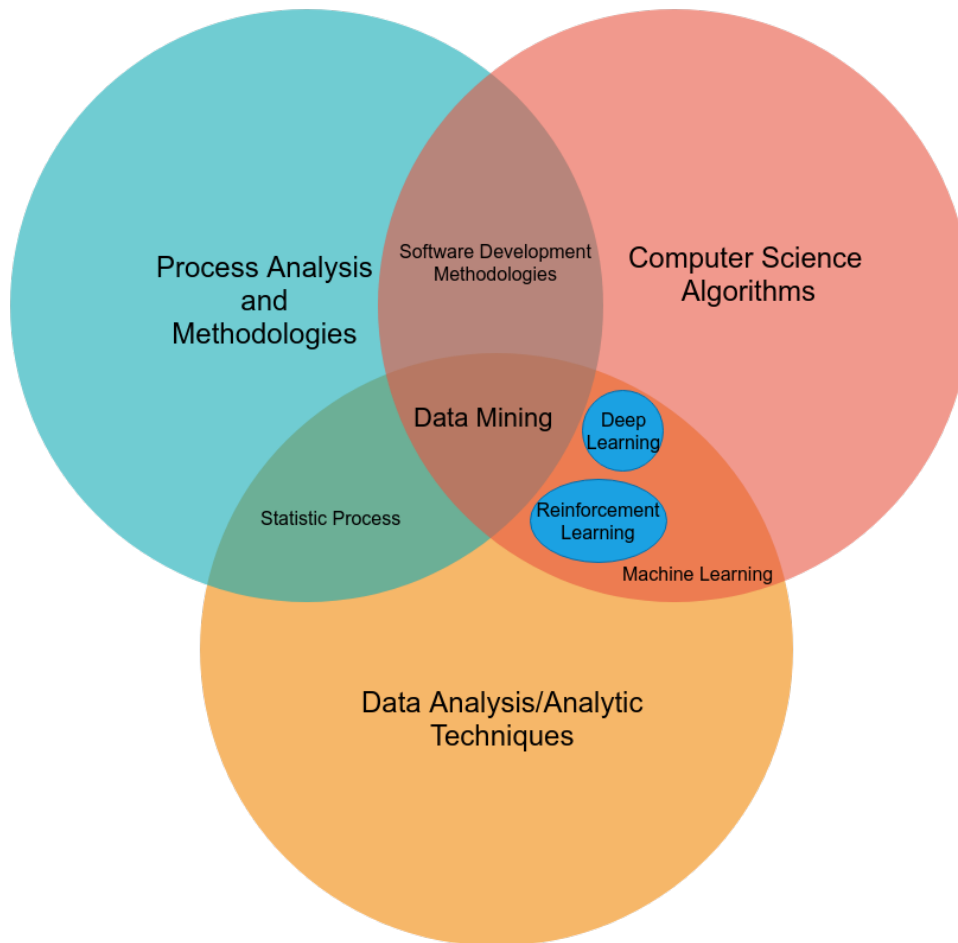 Process Analysis
and
Methodologies
Software Development
Methodologies
Computer Science
Algorithms
Data Mining
Deep
Learning
Statistic Process
Reinforcement
Learning
Machine Learning
Data Analysis/Analytic
Techniques